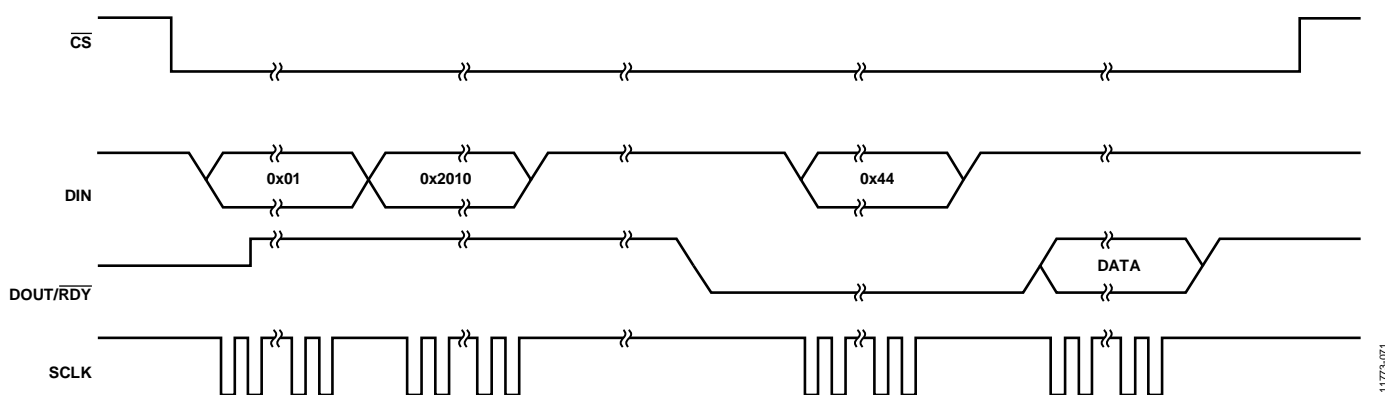 CS
DIN
0x01
0x2010
0x44
DOUT/RDY
DATA
SCLK
11773-071